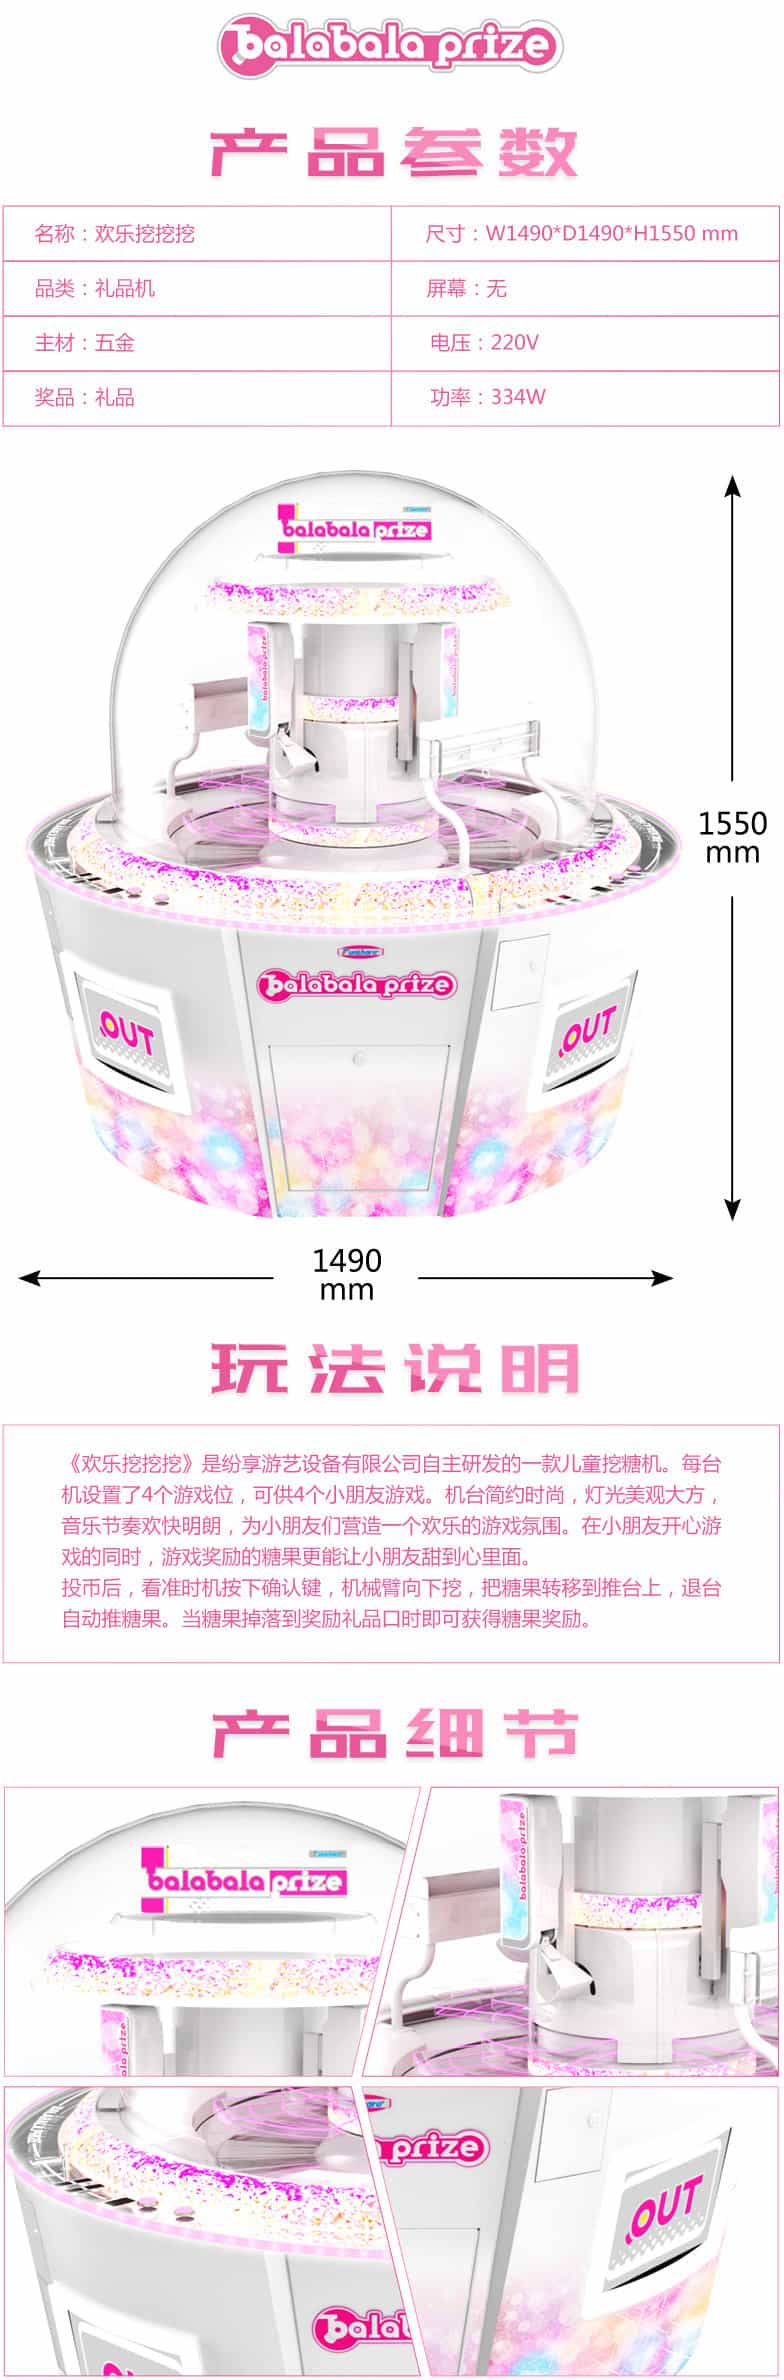 balabala prize
产品参数
名称：欢乐挖挖挖
尺寸：W1490*D1490*H1550 mm
品类：礼品机
屏幕：无
主材：五金
电压：220V
奖品：礼品
功率：334W
balabala prize
balabala prize
balabala prize
1550
mm
balabala prize
OUT
OUT
1490
mm
玩法说明
《欢乐挖挖挖》是纷享游艺设备有限公司自主研发的一款儿童挖糖机。每台
机设置了4个游戏位，可供4个小朋友游戏。机台简约时尚，灯光美观大方，
音乐节奏欢快明朗，为小朋友们营造一个欢乐的游戏氛围。在小朋友开心游
戏的同时，游戏奖励的糖果更能让小朋友甜到心里面。
投币后，看准时机按下确认键，机械臂向下挖，把糖果转移到推台上，退台
自动推糖果。当糖果掉落到奖励礼品口时即可获得糖果奖励。
产品细节
balabala prize
balabala prize
ala prize
prize
OUT
balab
OUT